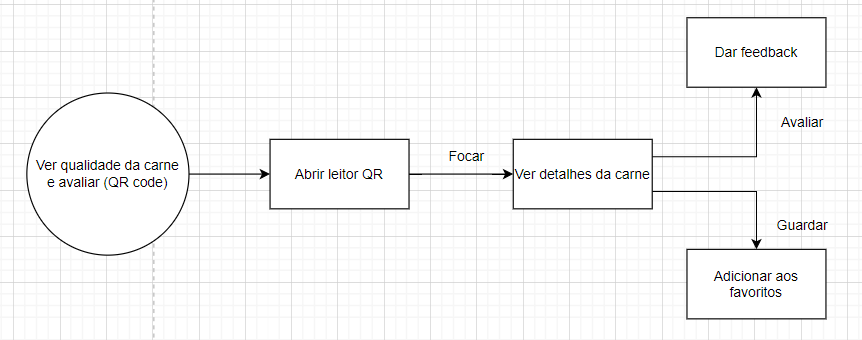 Ver qualidade da carne
e avaliar (QR code)
Abrir leitor QR
Focar
Ver detalhes da carne
Dar feedback
Avaliar
Guardar
Adicionar aos
favoritos